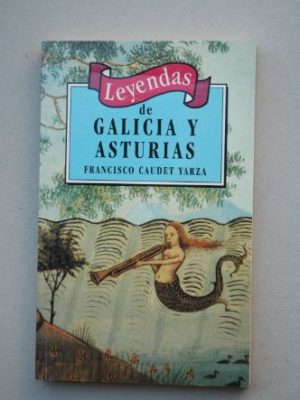 Leyendas
de
GALICIA Y
ASTURIAS
FRANCISCO CAUDET YARZA